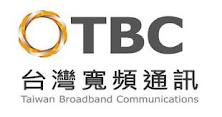 TBC
台灣寬頻通訊
Taiwan Broadband Communications